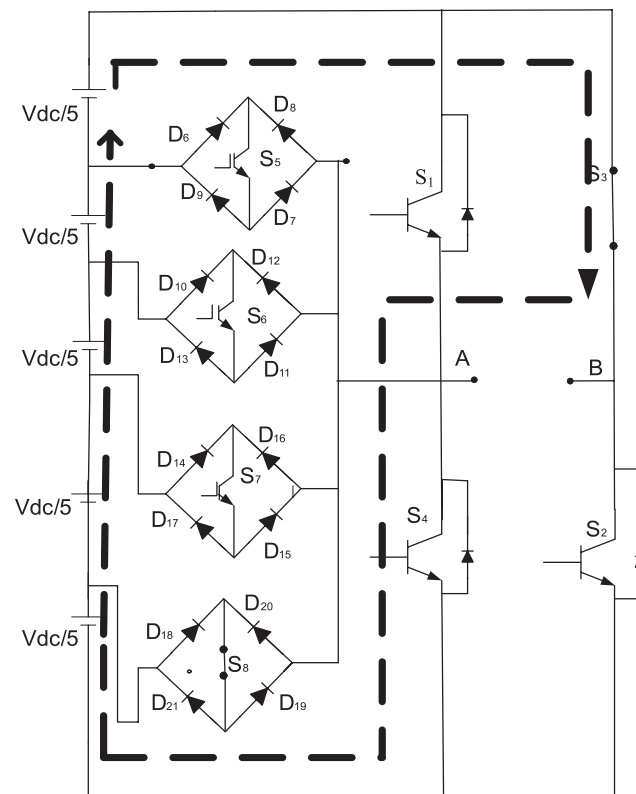 Vdc/5
D6
D8
S5
D9
D7
S1
S3
Vdc/5
D10
D12
S6
D13
D11
Vdc/5
A
B
D14
D16
S7
D17
D15
Vdc/5
S4
S2
D18
D20
S8
D21
D19
Vdc/5